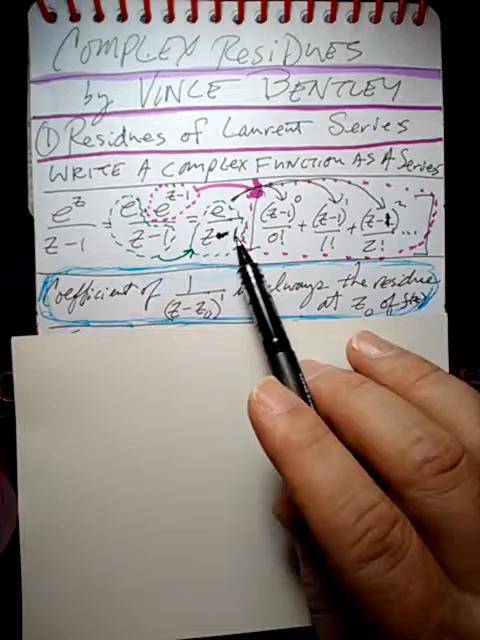 COMPLEX Residues
by VINCE BENTLEY
① Residues of Laurent Series
WRITE A COMPLEX FUNCTION AS A Series
e^z/(z-1) = e·e^(z-1)/(z-1) = e/(z-1) [(z-1)^0/0! + (z-1)^1/1! + (z-1)^2/2! ...]
Coefficient of 1/(z-z₀) is always the residue at z₀ of f(z)